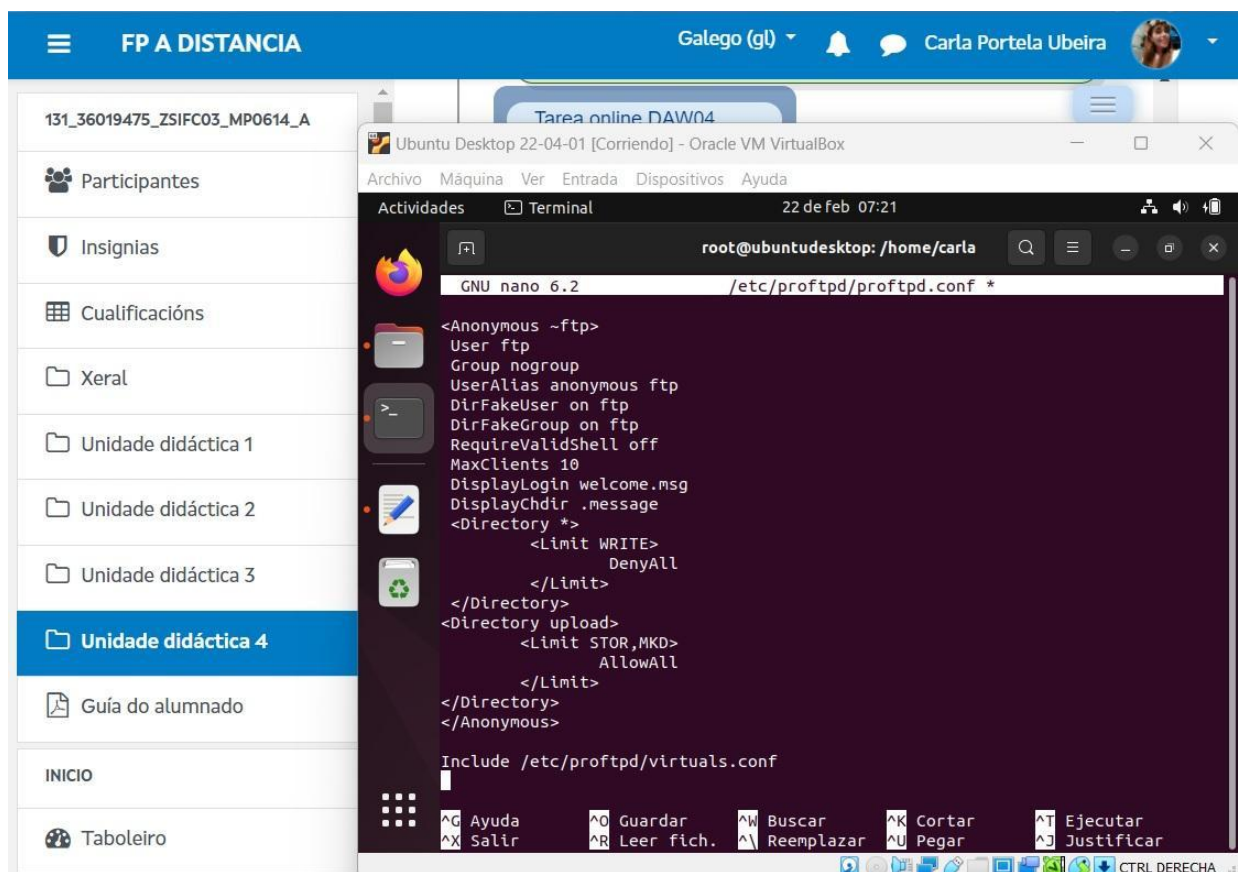 FP A DISTANCIA
Galego (gl)
Carla Portela Ubeira
131_36019475_ZSIFC03_MP0614_A
Participantes
Insignias
Cualificacións
Xeral
Unidade didáctica 1
Unidade didáctica 2
Unidade didáctica 3
Unidade didáctica 4
Guía do alumnado
INICIO
Taboleiro
Tarea online DAW04
Ubuntu Desktop 22-04-01 [Corriendo] - Oracle VM VirtualBox
Archivo Máquina Ver Entrada Dispositivos Ayuda
Actividades Terminal 22 de feb 07:21
root@ubuntudesktop: /home/carla
GNU nano 6.2 /etc/proftpd/proftpd.conf *
<Anonymous ~ftp>
User ftp
Group nogroup
UserAlias anonymous ftp
DirFakeUser on ftp
DirFakeGroup on ftp
RequireValidShell off
MaxClients 10
DisplayLogin welcome.msg
DisplayChdir .message
<Directory *>
<Limit WRITE>
DenyAll
</Limit>
</Directory>
<Directory upload>
<Limit STOR,MKD>
AllowAll
</Limit>
</Directory>
</Anonymous>
Include /etc/proftpd/virtuals.conf
^G Ayuda ^O Guardar ^W Buscar ^K Cortar ^T Ejecutar
^X Salir ^R Leer fich. ^\ Reemplazar ^U Pegar ^J Justificar
CTRL DERECHA